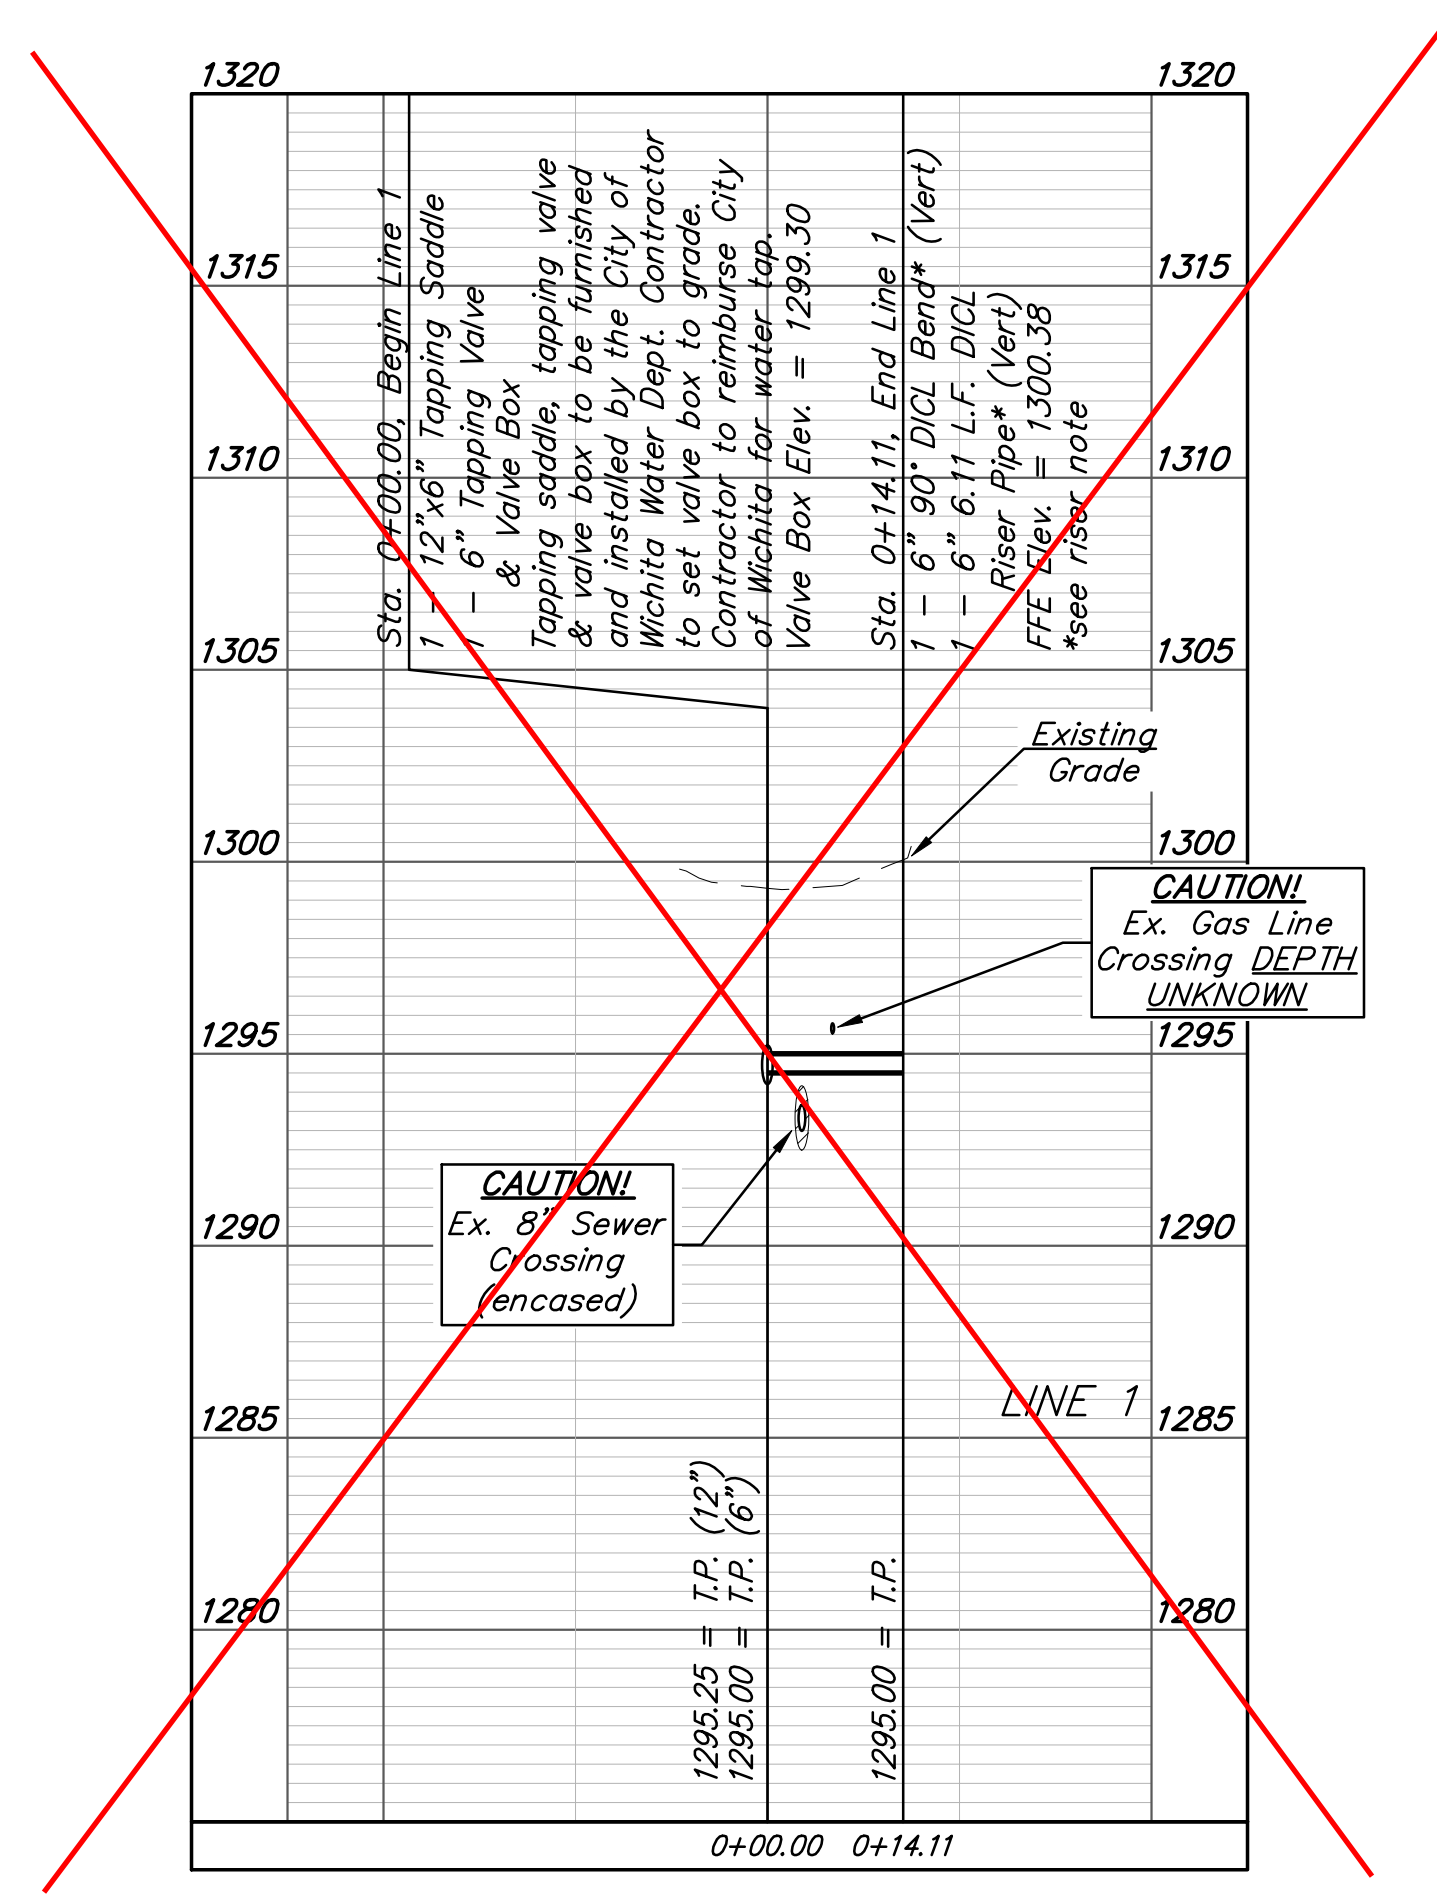 1320
1320
Sta. 0+00.00, Begin Line 1
1 - 12"x6" Tapping Saddle
1 - 6" Tapping Valve
& Valve Box
Tapping saddle, tapping valve
& valve box to be furnished
and installed by the City of
Wichita Water Dept. Contractor
to set valve box to grade.
Contractor to reimburse City
of Wichita for water tap.
Valve Box Elev. = 1299.30
Sta. 0+14.11, End Line 1
1 - 6" 90° DICL Bend* (Vert)
1 - 6" 6.11 L.F. DICL
Riser Pipe* (Vert)
FFE Elev. = 1300.38
*see riser note
1315
1315
1310
1310
1305
1305
Existing
Grade
1300
1300
CAUTION!
Ex. Gas Line
Crossing DEPTH
UNKNOWN
1295
1295
CAUTION!
Ex. 8" Sewer
Crossing
(encased)
1290
1290
LINE 1
1285
1285
1295.25 = T.P. (12")
1295.00 = T.P. (6")
1295.00 = T.P.
1280
1280
0+00.00 0+14.11